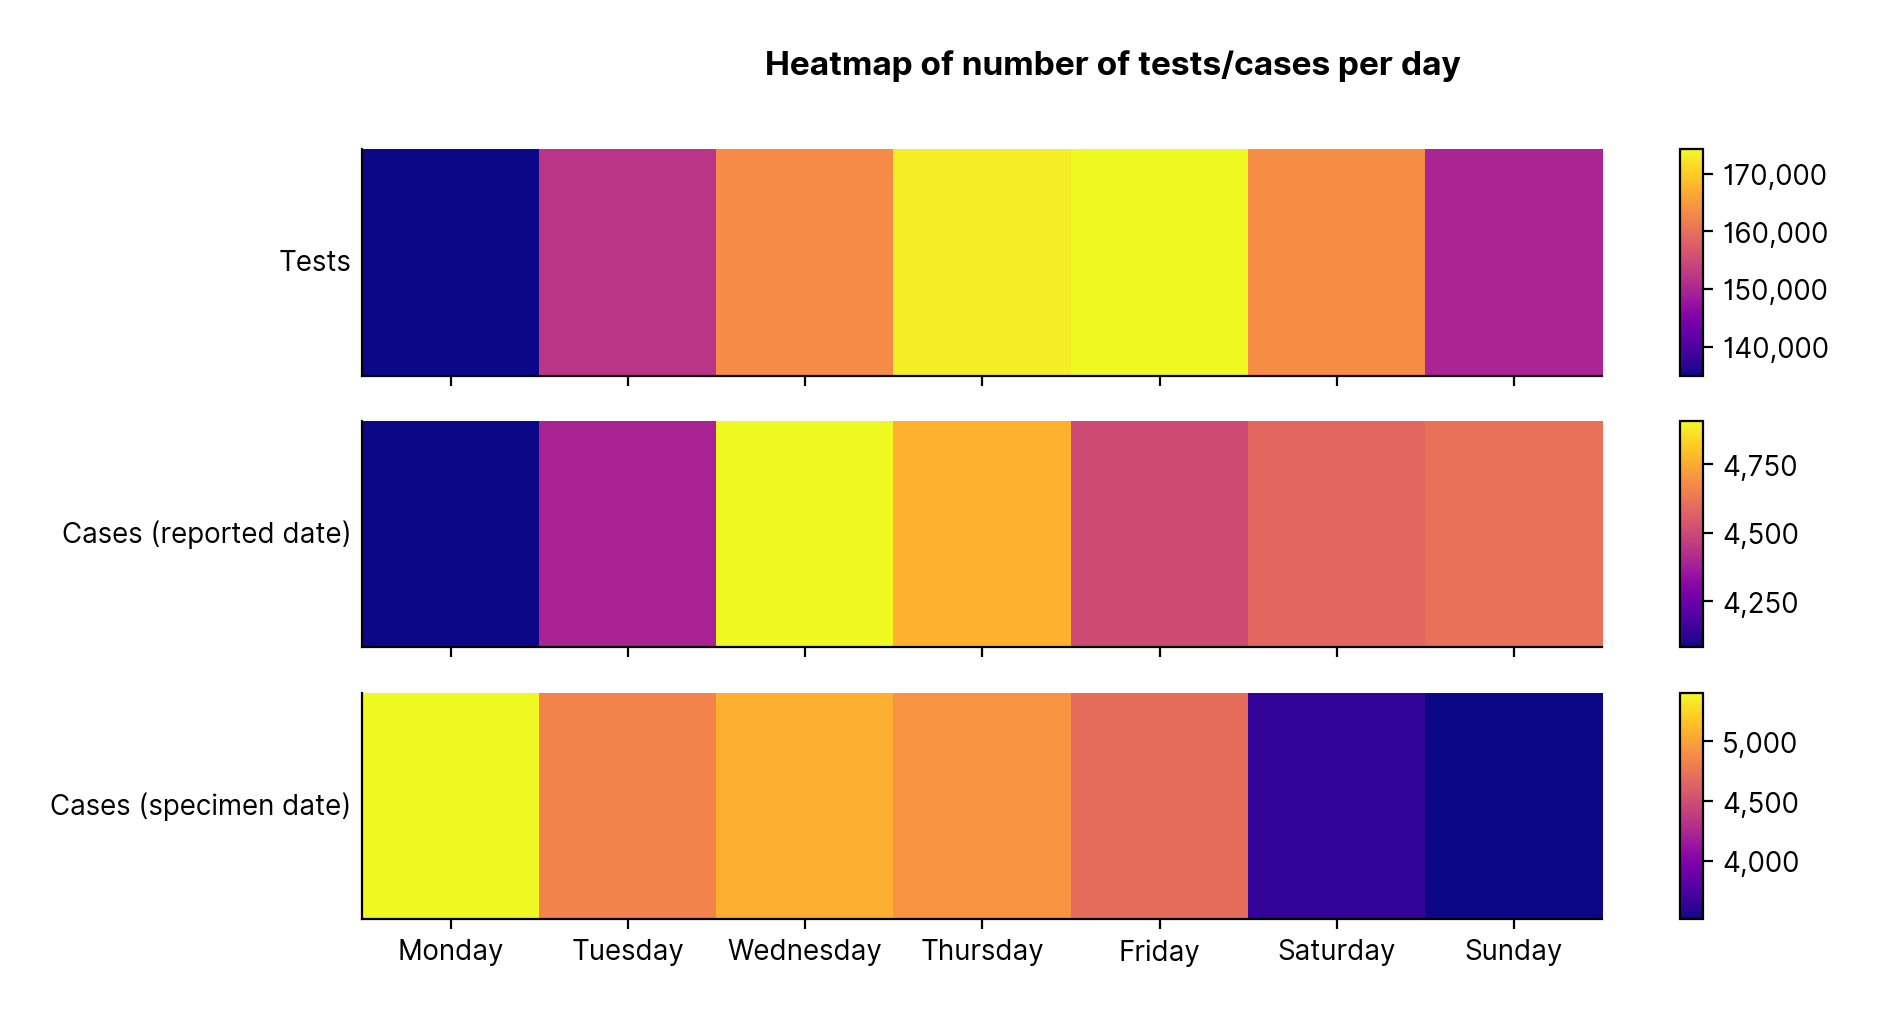 Heatmap of number of tests/cases per day
Tests
170,000
160,000
150,000
140,000
Cases (reported date)
4,750
4,500
4,250
Cases (specimen date)
5,000
4,500
4,000
Monday Tuesday Wednesday Thursday Friday Saturday Sunday